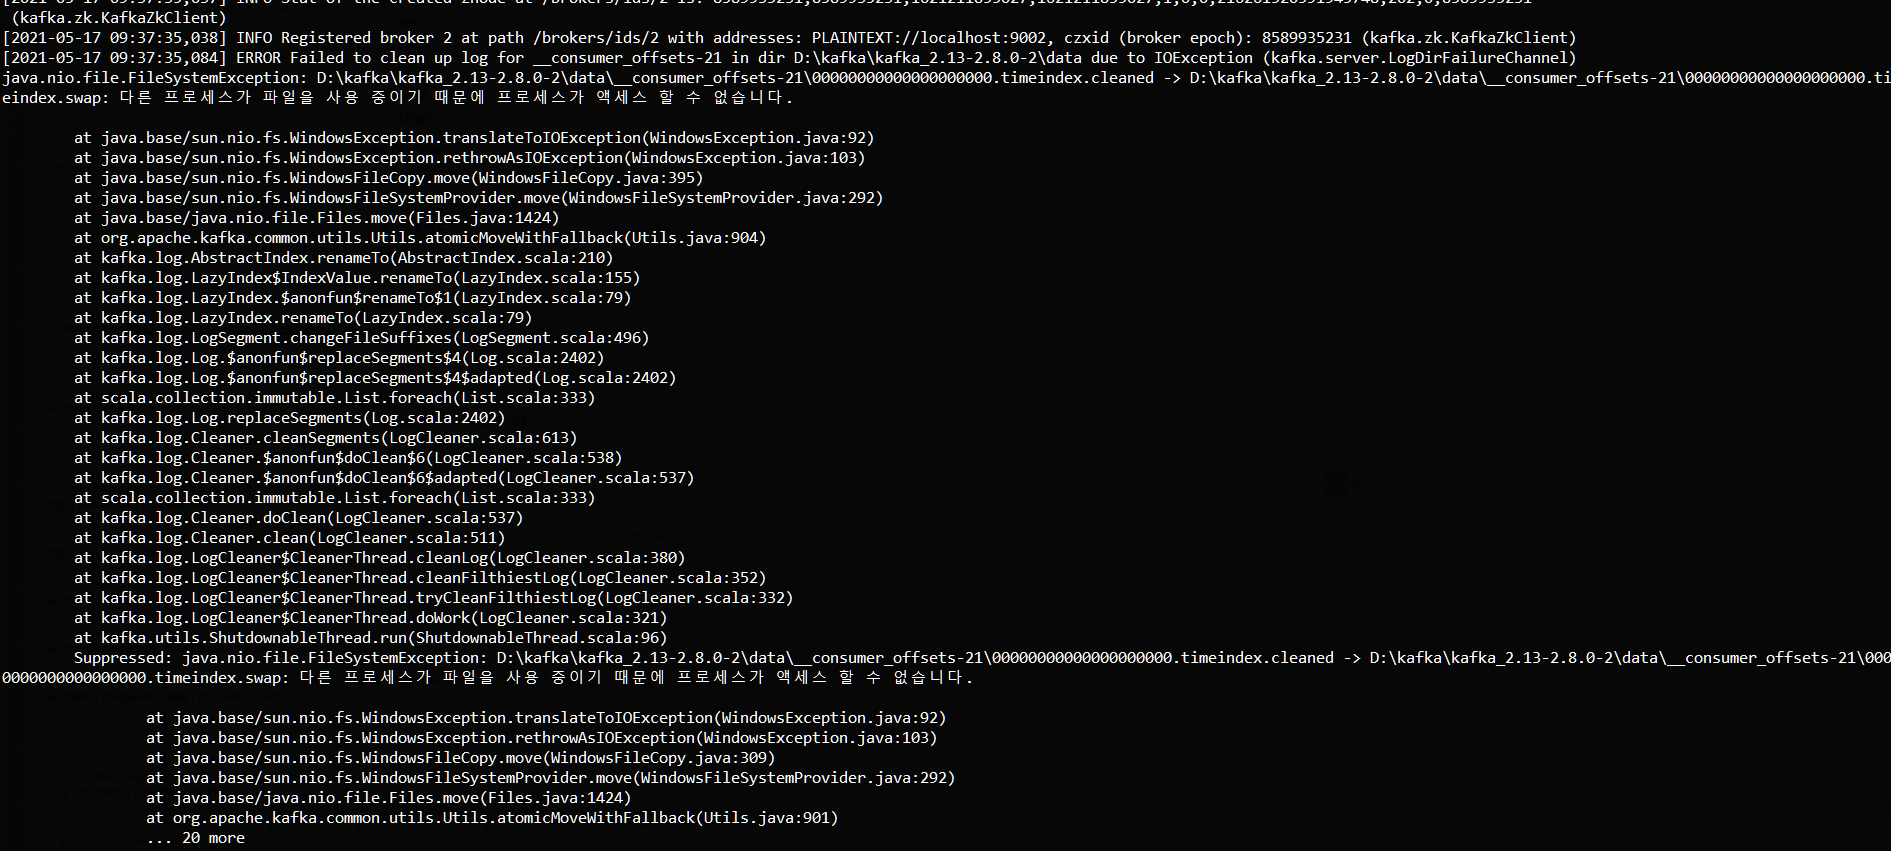 (kafka.zk.KafkaZkClient)
[2021-05-17 09:37:35,038] INFO Registered broker 2 at path /brokers/ids/2 with addresses: PLAINTEXT://localhost:9002, czxid (broker epoch): 8589935231 (kafka.zk.KafkaZkClient)
[2021-05-17 09:37:35,084] ERROR Failed to clean up log for __consumer_offsets-21 in dir D:\kafka\kafka_2.13-2.8.0-2\data due to IOException (kafka.server.LogDirFailureChannel)
java.nio.file.FileSystemException: D:\kafka\kafka_2.13-2.8.0-2\data\__consumer_offsets-21\00000000000000000000.timeindex.cleaned -> D:\kafka\kafka_2.13-2.8.0-2\data\__consumer_offsets-21\00000000000000000000.ti
eindex.swap: 다른 프로세스가 파일을 사용 중이기 때문에 프로세스가 액세스 할 수 없습니다.
at java.base/sun.nio.fs.WindowsException.translateToIOException(WindowsException.java:92)
at java.base/sun.nio.fs.WindowsException.rethrowAsIOException(WindowsException.java:103)
at java.base/sun.nio.fs.WindowsFileCopy.move(WindowsFileCopy.java:395)
at java.base/sun.nio.fs.WindowsFileSystemProvider.move(WindowsFileSystemProvider.java:292)
at java.base/java.nio.file.Files.move(Files.java:1424)
at org.apache.kafka.common.utils.Utils.atomicMoveWithFallback(Utils.java:904)
at kafka.log.AbstractIndex.renameTo(AbstractIndex.scala:210)
at kafka.log.LazyIndex$IndexValue.renameTo(LazyIndex.scala:155)
at kafka.log.LazyIndex.$anonfun$renameTo$1(LazyIndex.scala:79)
at kafka.log.LazyIndex.renameTo(LazyIndex.scala:79)
at kafka.log.LogSegment.changeFileSuffixes(LogSegment.scala:496)
at kafka.log.Log.$anonfun$replaceSegments$4(Log.scala:2402)
at kafka.log.Log.$anonfun$replaceSegments$4$adapted(Log.scala:2402)
at scala.collection.immutable.List.foreach(List.scala:333)
at kafka.log.Log.replaceSegments(Log.scala:2402)
at kafka.log.Cleaner.cleanSegments(LogCleaner.scala:613)
at kafka.log.Cleaner.$anonfun$doClean$6(LogCleaner.scala:538)
at kafka.log.Cleaner.$anonfun$doClean$6$adapted(LogCleaner.scala:537)
at scala.collection.immutable.List.foreach(List.scala:333)
at kafka.log.Cleaner.doClean(LogCleaner.scala:537)
at kafka.log.Cleaner.clean(LogCleaner.scala:511)
at kafka.log.LogCleaner$CleanerThread.cleanLog(LogCleaner.scala:380)
at kafka.log.LogCleaner$CleanerThread.cleanFilthiestLog(LogCleaner.scala:352)
at kafka.log.LogCleaner$CleanerThread.tryCleanFilthiestLog(LogCleaner.scala:332)
at kafka.log.LogCleaner$CleanerThread.doWork(LogCleaner.scala:321)
at kafka.utils.ShutdownableThread.run(ShutdownableThread.scala:96)
Suppressed: java.nio.file.FileSystemException: D:\kafka\kafka_2.13-2.8.0-2\data\__consumer_offsets-21\00000000000000000000.timeindex.cleaned -> D:\kafka\kafka_2.13-2.8.0-2\data\__consumer_offsets-21\000
0000000000000000.timeindex.swap: 다른 프로세스가 파일을 사용 중이기 때문에 프로세스가 액세스 할 수 없습니다.
at java.base/sun.nio.fs.WindowsException.translateToIOException(WindowsException.java:92)
at java.base/sun.nio.fs.WindowsException.rethrowAsIOException(WindowsException.java:103)
at java.base/sun.nio.fs.WindowsFileCopy.move(WindowsFileCopy.java:309)
at java.base/sun.nio.fs.WindowsFileSystemProvider.move(WindowsFileSystemProvider.java:292)
at java.base/java.nio.file.Files.move(Files.java:1424)
at org.apache.kafka.common.utils.Utils.atomicMoveWithFallback(Utils.java:901)
... 20 more